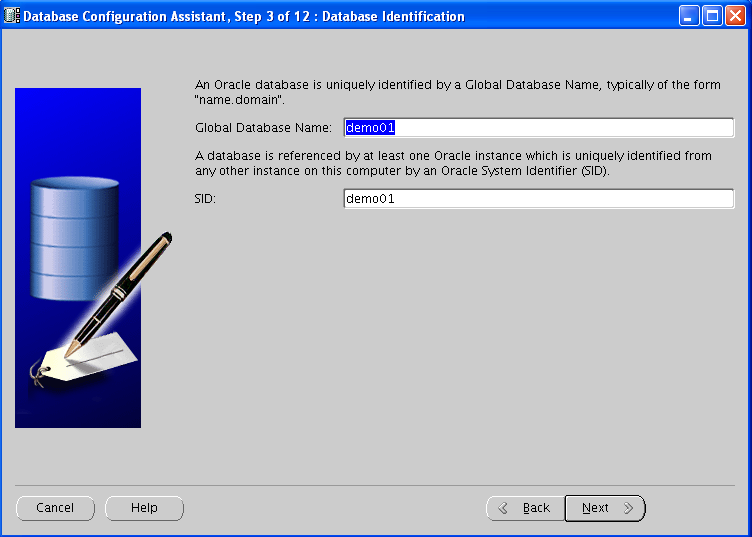 Database Configuration Assistant, Step 3 of 12 : Database Identification
An Oracle database is uniquely identified by a Global Database Name, typically of the form
"name.domain".
Global Database Name: demo01
A database is referenced by at least one Oracle instance which is uniquely identified from
any other instance on this computer by an Oracle System Identifier (SID).
SID: demo01
Cancel Help Back Next